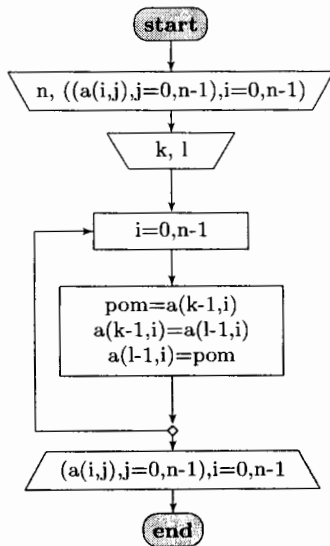 start
n, ((a(i,j),j=0,n-1),i=0,n-1)
k, l
i=0,n-1
pom=a(k-1,i)
a(k-1,i)=a(l-1,i)
a(l-1,i)=pom
(a(i,j),j=0,n-1),i=0,n-1
end